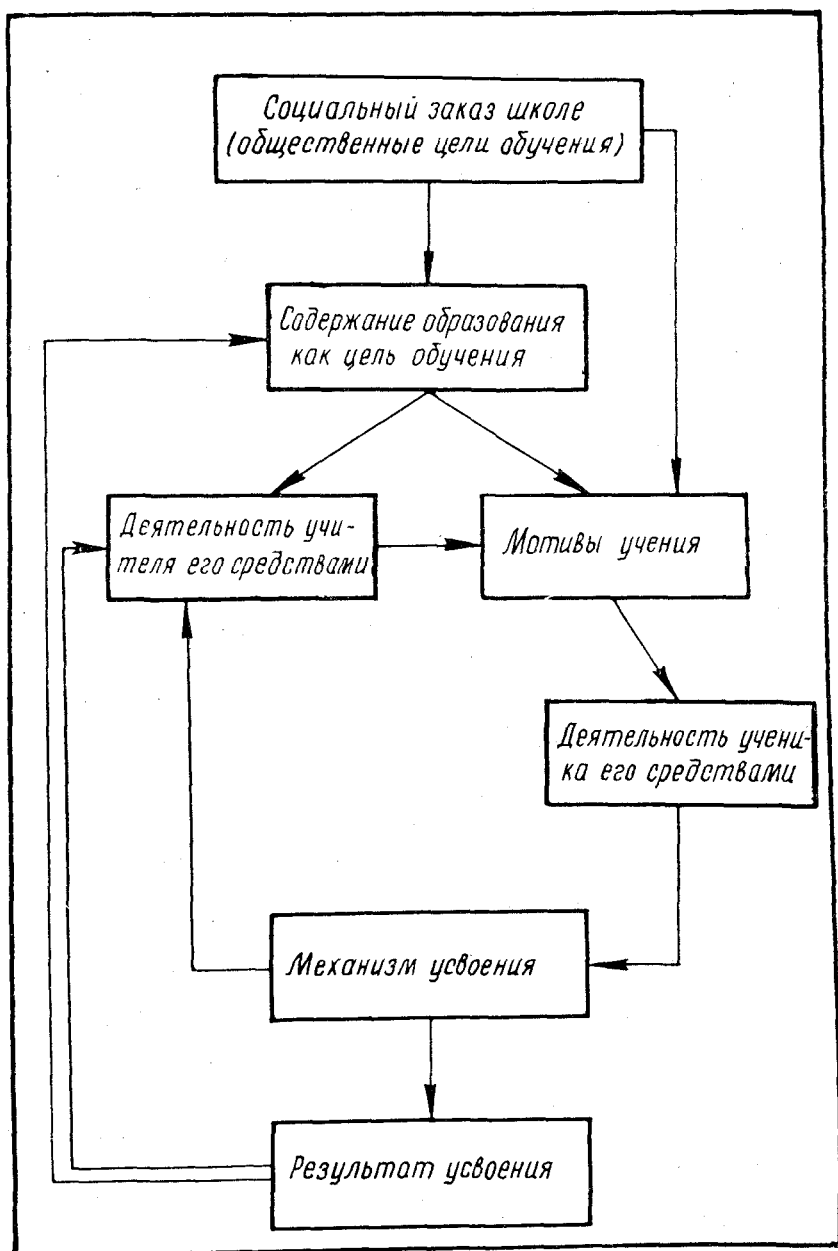 Социальный заказ школе
(общественные цели обучения)
Содержание образования
как цель обучения
Деятельность учи-
теля его средствами
Мотивы учения
Деятельность учени-
ка его средствами
Механизм усвоения
Результат усвоения